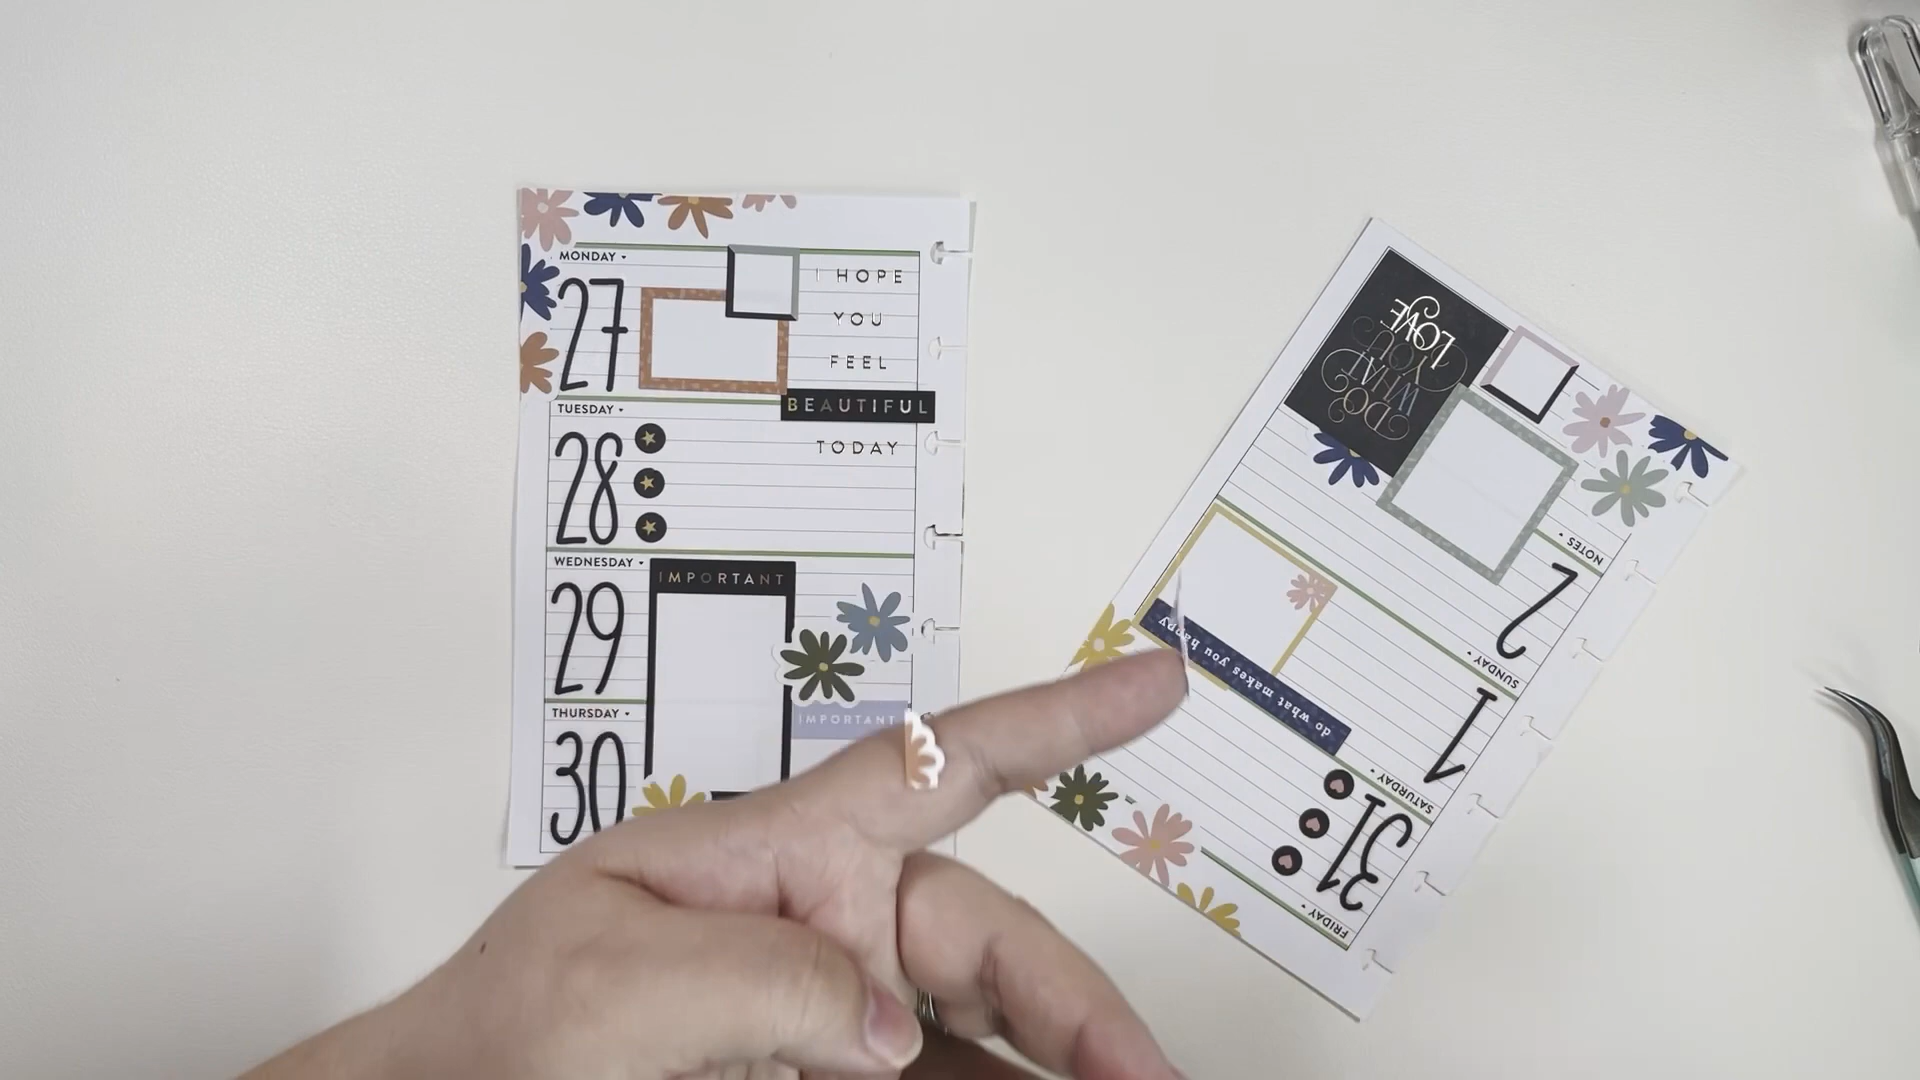 MONDAY
27
I HOPE
YOU
FEEL
BEAUTIFUL
TODAY
TUESDAY
28
WEDNESDAY
29
IMPORTANT
THURSDAY
30
IMPORTANT
FRIDAY
31
SATURDAY
1
do what makes you happy
SUNDAY
2
NOTES
DO
WHAT
YOU
LOVE